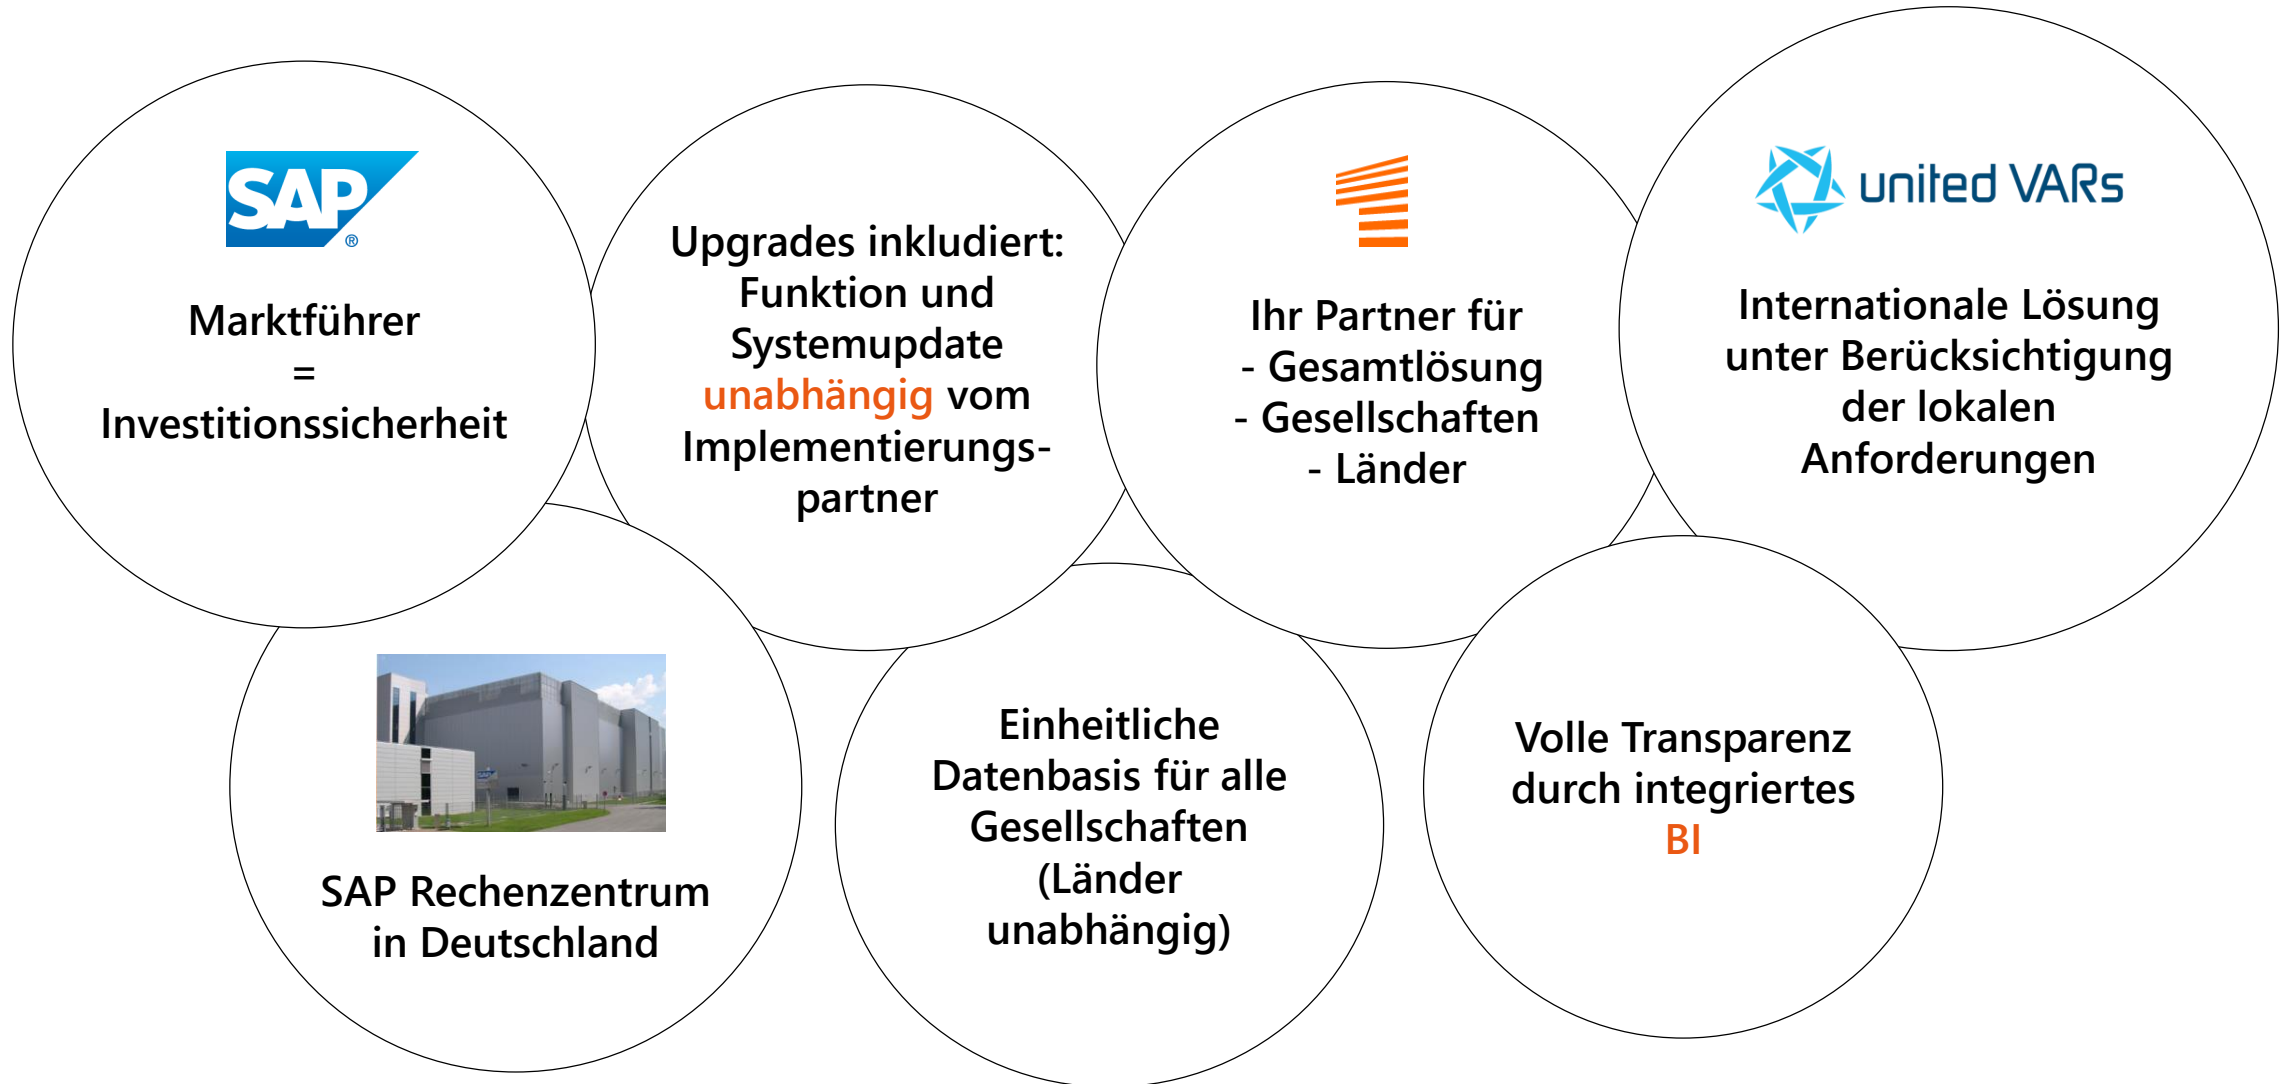 SAP
®
Marktführer
=
Investitionssicherheit
Upgrades inkludiert:
Funktion und
Systemupdate
unabhängig vom
Implementierungs-
partner
Ihr Partner für
- Gesamtlösung
- Gesellschaften
- Länder
united VARs
Internationale Lösung
unter Berücksichtigung
der lokalen
Anforderungen
SAP
SAP Rechenzentrum
in Deutschland
Einheitliche
Datenbasis für alle
Gesellschaften
(Länder
unabhängig)
Volle Transparenz
durch integriertes
BI